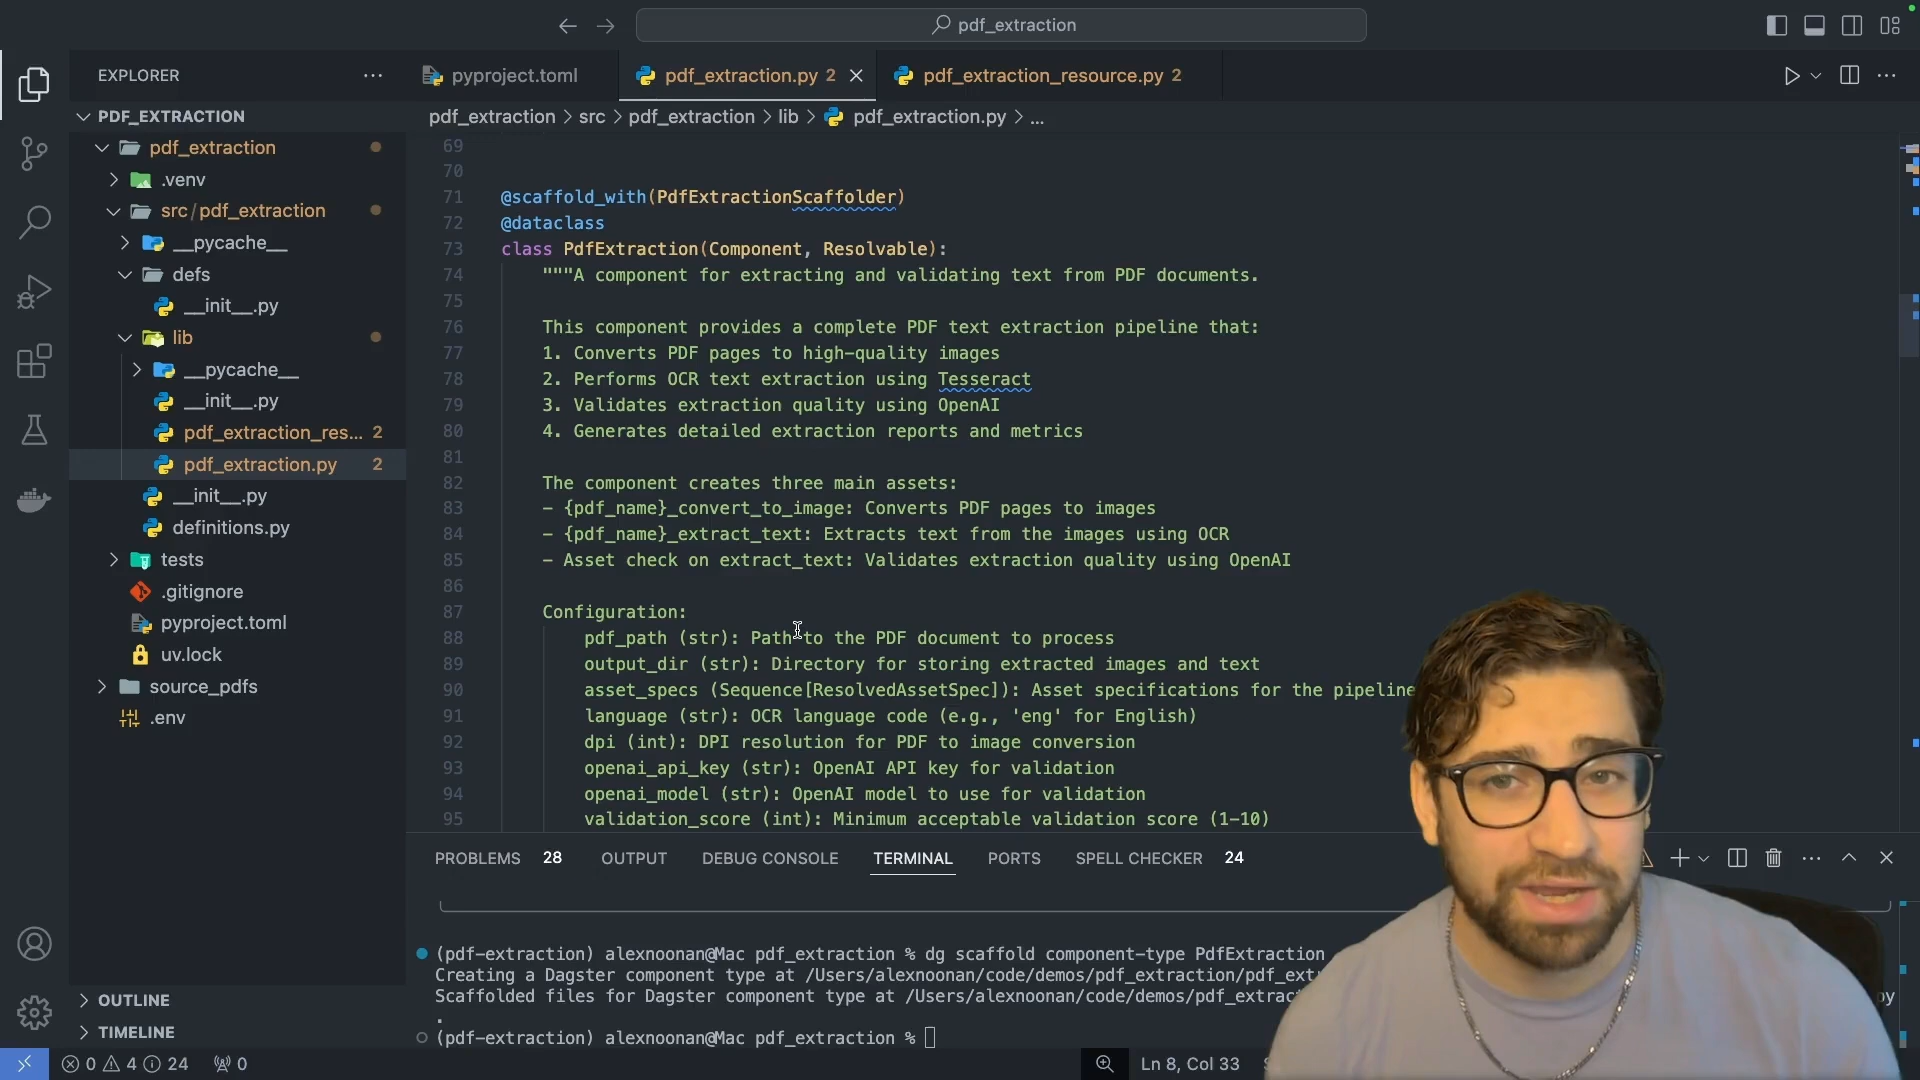 pdf_extraction
EXPLORER
pyproject.toml
pdf_extraction.py 2
pdf_extraction_resource.py 2
PDF_EXTRACTION
pdf_extraction > src > pdf_extraction > lib > pdf_extraction.py > ...
pdf_extraction
.venv
src/pdf_extraction
__pycache__
defs
__init__.py
lib
__pycache__
__init__.py
pdf_extraction_res... 2
pdf_extraction.py 2
__init__.py
definitions.py
tests
.gitignore
pyproject.toml
uv.lock
source_pdfs
.env
OUTLINE
TIMELINE
69
70
71 @scaffold_with(PdfExtractionScaffolder)
72 @dataclass
73 class PdfExtraction(Component, Resolvable):
74 """A component for extracting and validating text from PDF documents.
75
76 This component provides a complete PDF text extraction pipeline that:
77 1. Converts PDF pages to high-quality images
78 2. Performs OCR text extraction using Tesseract
79 3. Validates extraction quality using OpenAI
80 4. Generates detailed extraction reports and metrics
81
82 The component creates three main assets:
83 - {pdf_name}_convert_to_image: Converts PDF pages to images
84 - {pdf_name}_extract_text: Extracts text from the images using OCR
85 - Asset check on extract_text: Validates extraction quality using OpenAI
86
87 Configuration:
88 pdf_path (str): Path to the PDF document to process
89 output_dir (str): Directory for storing extracted images and text
90 asset_specs (Sequence[ResolvedAssetSpec]): Asset specifications for the pipeline
91 language (str): OCR language code (e.g., 'eng' for English)
92 dpi (int): DPI resolution for PDF to image conversion
93 openai_api_key (str): OpenAI API key for validation
94 openai_model (str): OpenAI model to use for validation
95 validation_score (int): Minimum acceptable validation score (1-10)
PROBLEMS 28 OUTPUT DEBUG CONSOLE TERMINAL PORTS SPELL CHECKER 24
(pdf-extraction) alexnoonan@Mac pdf_extraction % dg scaffold component-type PdfExtraction
Creating a Dagster component type at /Users/alexnoonan/code/demos/pdf_extraction/pdf_ext
Scaffolded files for Dagster component type at /Users/alexnoonan/code/demos/pdf_extrac py
.
(pdf-extraction) alexnoonan@Mac pdf_extraction %
0 4 24 0
Ln 8, Col 33